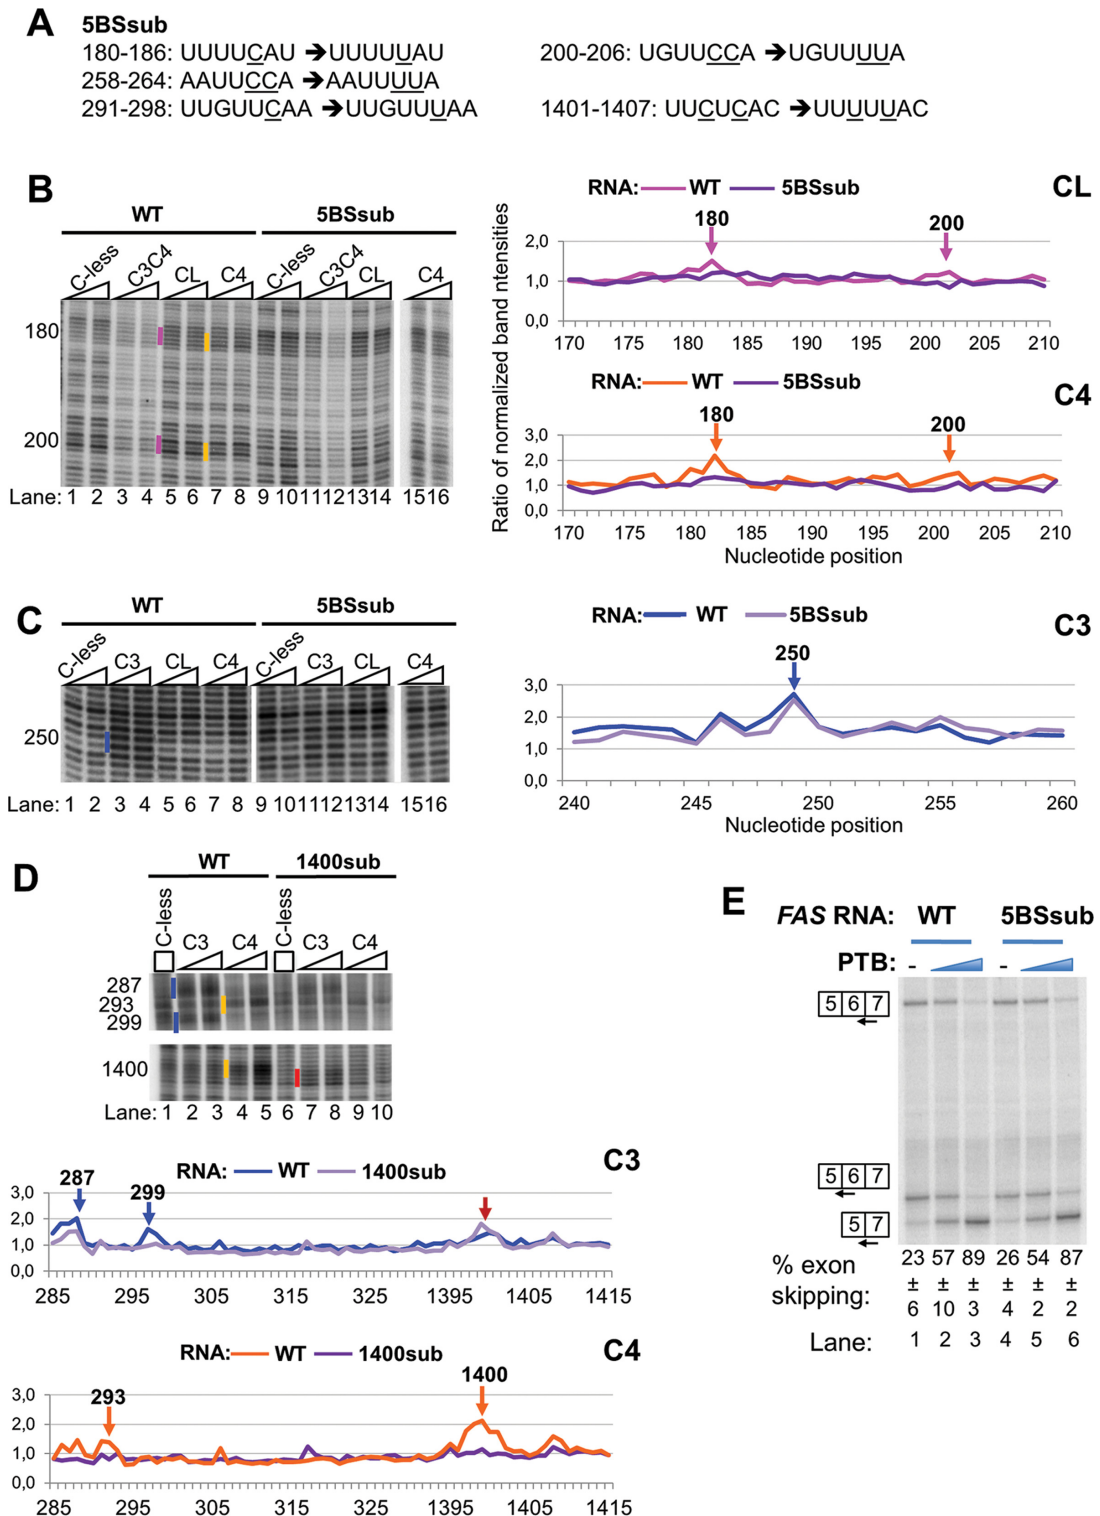 A
5BSsub
180-186: UUUUCAU ➔UUUUUAU
200-206: UGUUCCA ➔UGUUUUA
258-264: AAUUCCA ➔AAUUUUA
291-298: UUGUUCAA ➔UUGUUUAA
1401-1407: UUCUCAC ➔UUUUUAC
B
WT
5BSsub
C-less C3C4 CL C4 C-less C3C4 CL C4
180
200
Lane: 1 2 3 4 5 6 7 8 9 10 11 12 13 14 15 16
Ratio of normalized band ntensities
RNA: WT 5BSsub
CL
180
200
2,0
1,0
0,0
170 175 180 185 190 195 200 205 210
RNA: WT 5BSsub
C4
180
200
3,0
2,0
1,0
0,0
170 175 180 185 190 195 200 205 210
Nucleotide position
C
WT
5BSsub
C-less C3 CL C4 C-less C3 CL C4
250
Lane: 1 2 3 4 5 6 7 8 9 10 11 12 13 14 15 16
RNA: WT 5BSsub
C3
250
3,0
2,0
1,0
0,0
240 245 250 255 260
Nucleotide position
D
WT
1400sub
C-less C3 C4 C-less C3 C4
287
293
299
1400
Lane: 1 2 3 4 5 6 7 8 9 10
RNA: WT 1400sub
C3
287
299
3,0
2,0
1,0
0,0
285 295 305 315 325 1395 1405 1415
RNA: WT 1400sub
C4
293
1400
3,0
2,0
1,0
0,0
285 293 305 315 325 1395 1405 1415
E
FAS RNA: WT 5BSsub
PTB: - -
5 6 7
5 6 7
5 7
% exon skipping:
23 57 89 26 54 87
± ± ± ± ± ±
6 10 3 4 2 2
Lane: 1 2 3 4 5 6